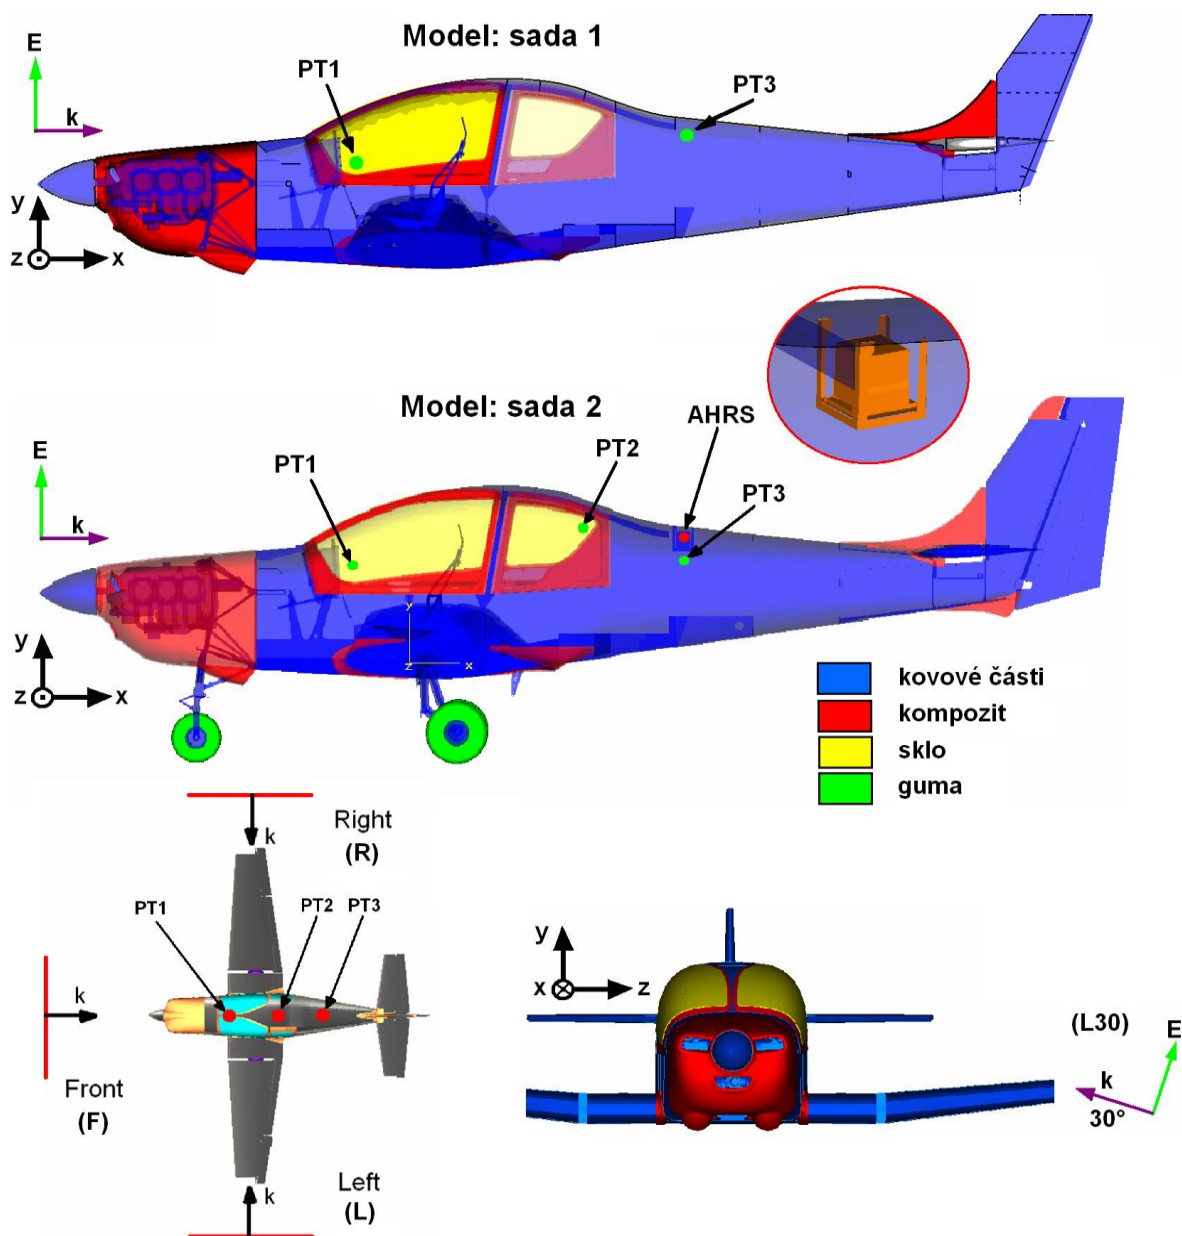 Model: sada 1
E
PT1
PT3
k
y
z
x
Model: sada 2
AHRS
E
PT2
PT1
PT3
k
y
y
z
x
z
x
kovové části
kompozit
sklo
guma
Right
(R)
k
PT1
PT2
PT3
k
Front
(F)
Left
(L)
k
y
x
z
(L30)
E
k
30°